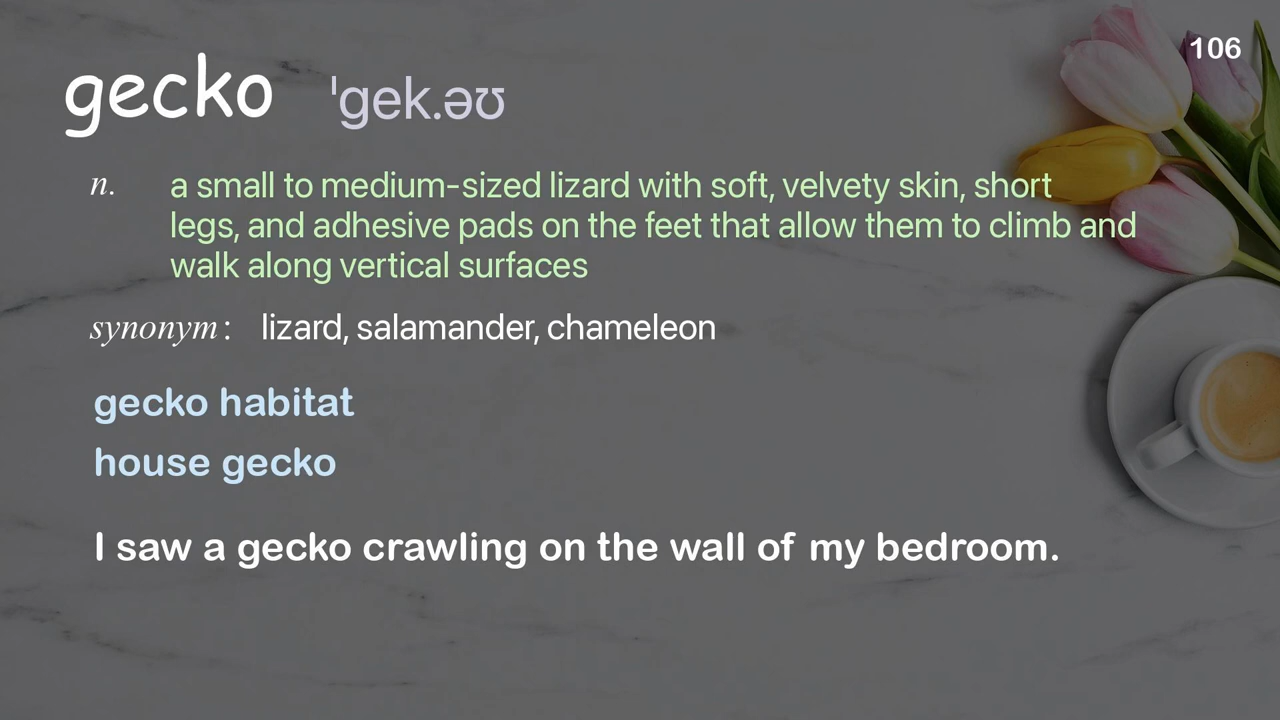 106
gecko ˈgek.əʊ
n. a small to medium-sized lizard with soft, velvety skin, short
legs, and adhesive pads on the feet that allow them to climb and
walk along vertical surfaces
synonym: lizard, salamander, chameleon
gecko habitat
house gecko
I saw a gecko crawling on the wall of my bedroom.